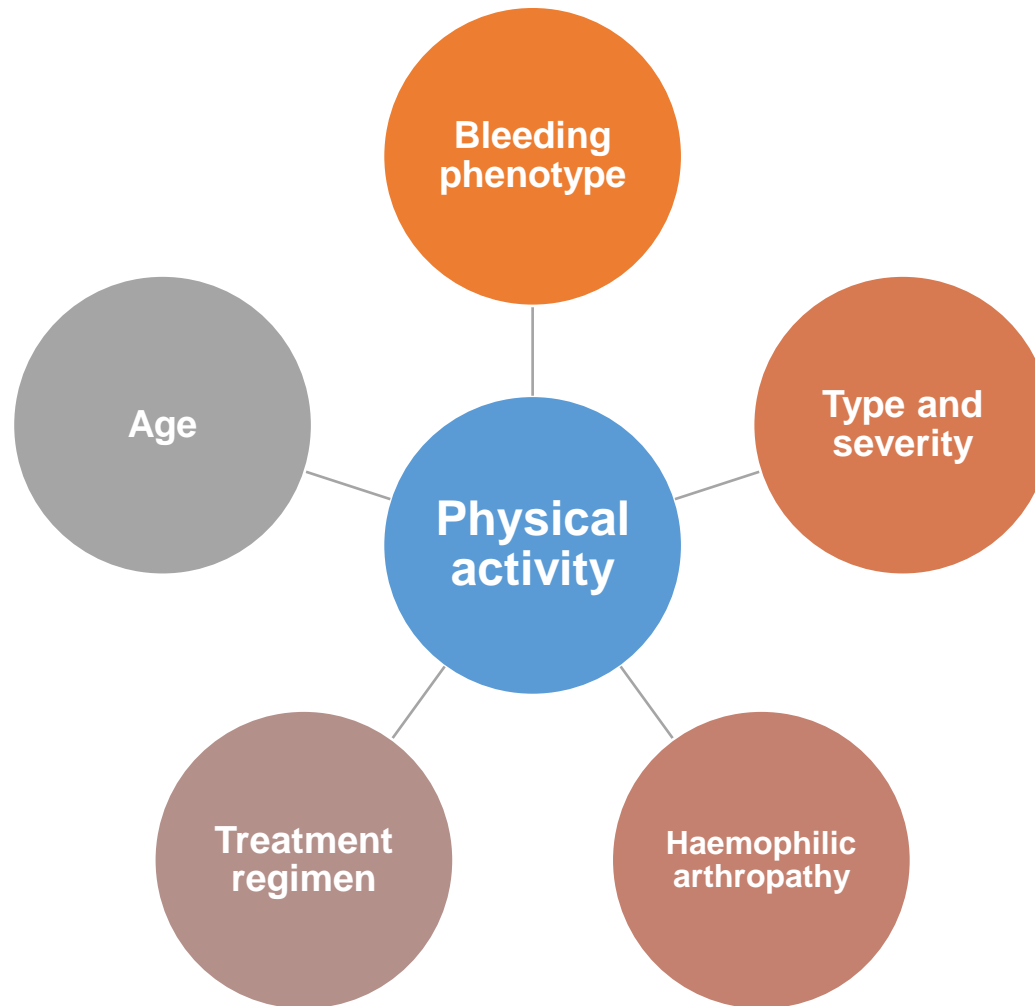 Bleeding
phenotype
Age
Type and
severity
Physical
activity
Treatment
regimen
Haemophilic
arthropathy